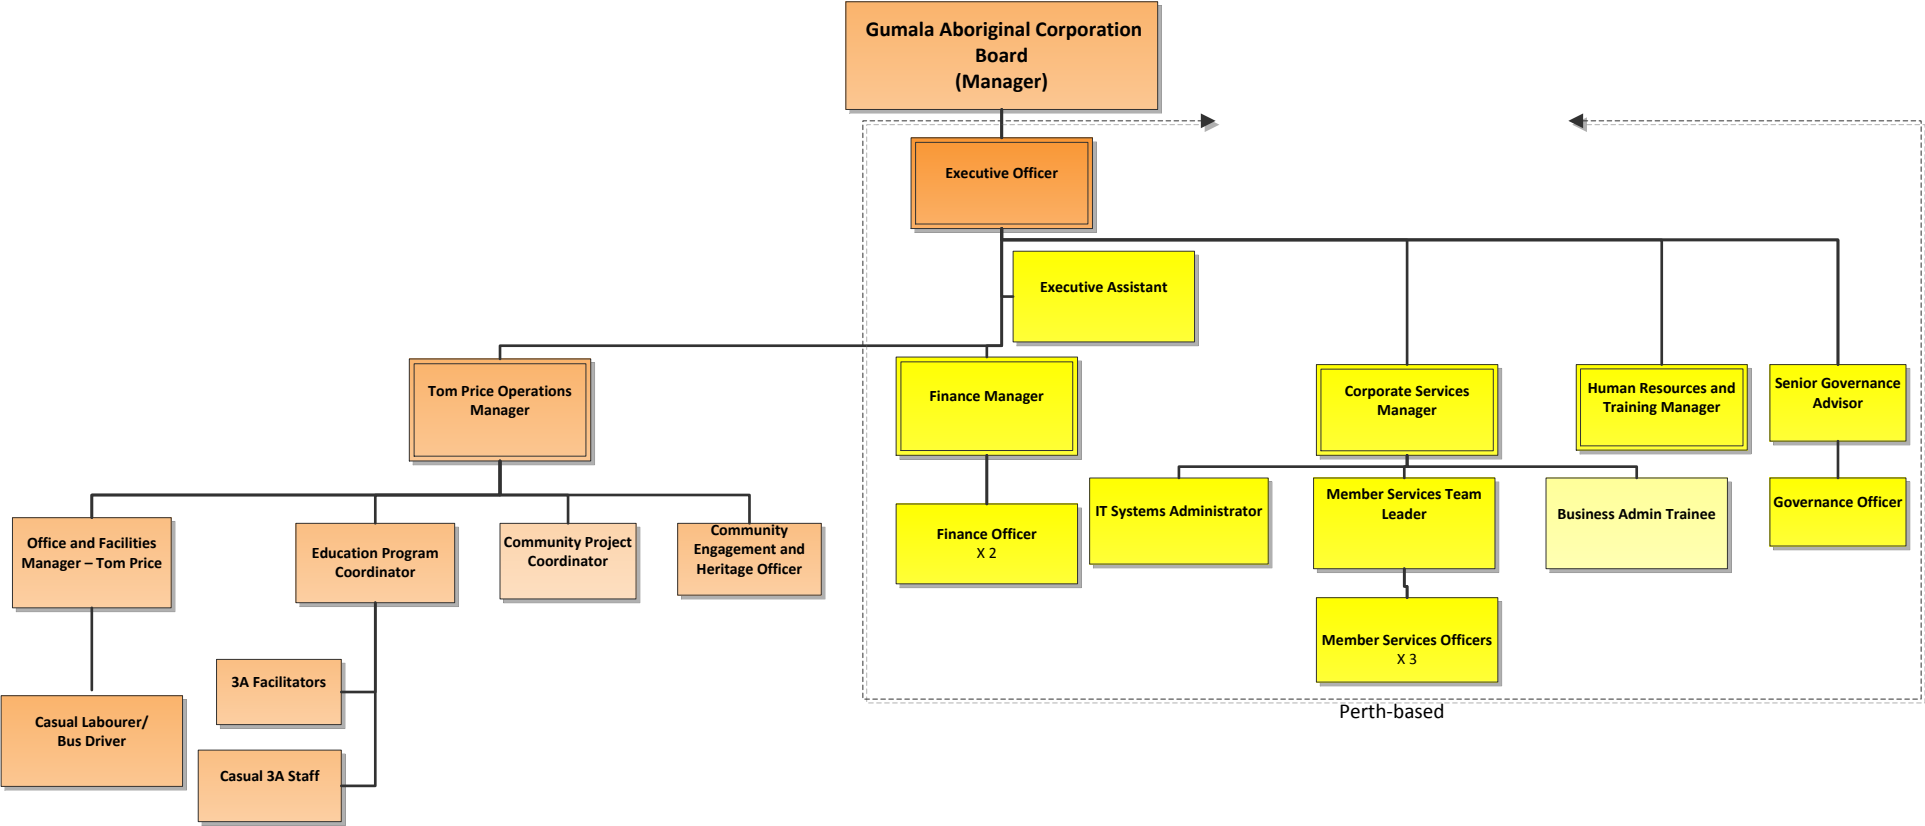 Gumala Aboriginal Corporation
Board
(Manager)
Executive Officer
Executive Assistant
Tom Price Operations
Manager
Finance Manager
Corporate Services
Manager
Human Resources and
Training Manager
Senior Governance
Advisor
Office and Facilities
Manager – Tom Price
Education Program
Coordinator
Community Project
Coordinator
Community
Engagement and
Heritage Officer
Finance Officer
X 2
IT Systems Administrator
Member Services Team
Leader
Business Admin Trainee
Governance Officer
Member Services Officers
X 3
3A Facilitators
Casual Labourer/
Bus Driver
Casual 3A Staff
Perth-based